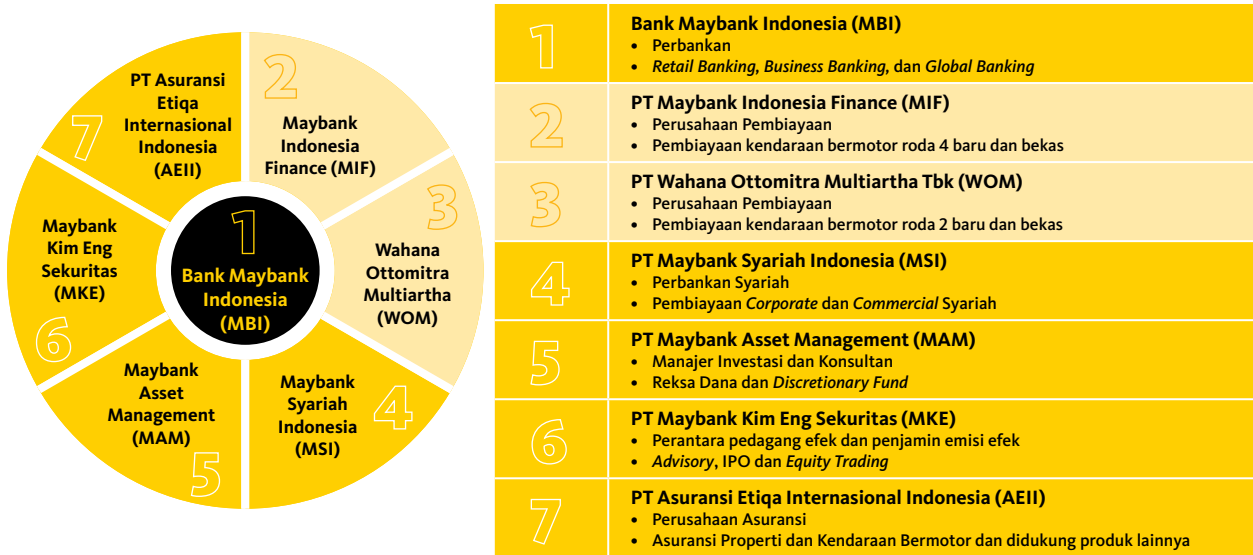 1
Bank Maybank
Indonesia
(MBI)
2
Maybank
Indonesia
Finance (MIF)
3
Wahana
Ottomitra
Multiartha
(WOM)
4
Maybank
Syariah
Indonesia
(MSI)
5
Maybank
Asset
Management
(MAM)
6
Maybank
Kim Eng
Sekuritas
(MKE)
7
PT Asuransi
Etiqa
Internasional
Indonesia
(AEII)
1
Bank Maybank Indonesia (MBI)
• Perbankan
• Retail Banking, Business Banking, dan Global Banking
2
PT Maybank Indonesia Finance (MIF)
• Perusahaan Pembiayaan
• Pembiayaan kendaraan bermotor roda 4 baru dan bekas
3
PT Wahana Ottomitra Multiartha Tbk (WOM)
• Perusahaan Pembiayaan
• Pembiayaan kendaraan bermotor roda 2 baru dan bekas
4
PT Maybank Syariah Indonesia (MSI)
• Perbankan Syariah
• Pembiayaan Corporate dan Commercial Syariah
5
PT Maybank Asset Management (MAM)
• Manajer Investasi dan Konsultan
• Reksa Dana dan Discretionary Fund
6
PT Maybank Kim Eng Sekuritas (MKE)
• Perantara pedagang efek dan penjamin emisi efek
• Advisory, IPO dan Equity Trading
7
PT Asuransi Etiqa Internasional Indonesia (AEII)
• Perusahaan Asuransi
• Asuransi Properti dan Kendaraan Bermotor dan didukung produk lainnya